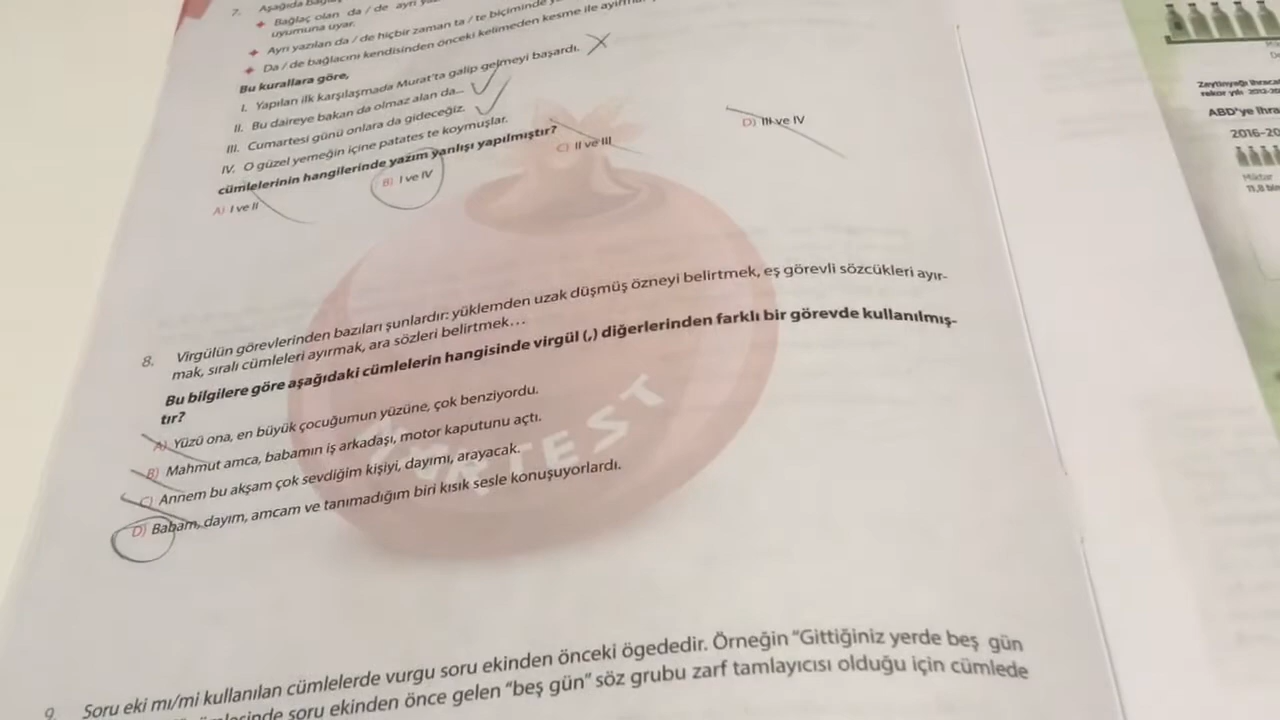 7. Aşağıda
✦ Bağlaç olan da / de ayrı
uyumuna uyar.
✦ Ayrı yazılan da / de hiçbir zaman ta / te biçiminde
✦ Da / de bağlacını kendisinden önceki kelimeden kesme ile
Bu kurallara göre,
I. Yapılan ilk karşılaşmada Murat'ta galip gelmeyi başardı.
II. Bu daireye bakan da olmaz alan da...
III. Cumartesi günü onlara da gideceğiz.
IV. O güzel yemeğin içine patates te koymuşlar.
cümlelerinin hangilerinde yazım yanlışı yapılmıştır?
A) I ve II
B) I ve IV
C) II ve III
D) III ve IV
8. Virgülün görevlerinden bazıları şunlardır: yüklemden uzak düşmüş özneyi belirtmek, eş görevli sözcükleri ayır-
mak, sıralı cümleleri ayırmak, ara sözleri belirtmek...
Bu bilgilere göre aşağıdaki cümlelerin hangisinde virgül (,) diğerlerinden farklı bir görevde kullanılmış-
tır?
A) Yüzü ona, en büyük çocuğumun yüzüne, çok benziyordu.
B) Mahmut amca, babamın iş arkadaşı, motor kaputunu açtı.
C) Annem bu akşam çok sevdiğim kişiyi, dayımı, arayacak.
D) Babam, dayım, amcam ve tanımadığım biri kısık sesle konuşuyorlardı.
9. Soru eki mı/mi kullanılan cümlelerde vurgu soru ekinden önceki ögededir. Örneğin "Gittiğiniz yerde beş gün
soru ekinden önce gelen "beş gün" söz grubu zarf tamlayıcısı olduğu için cümlede
Zeytinyağı
rekor yılı
ABD'ye
Miktar